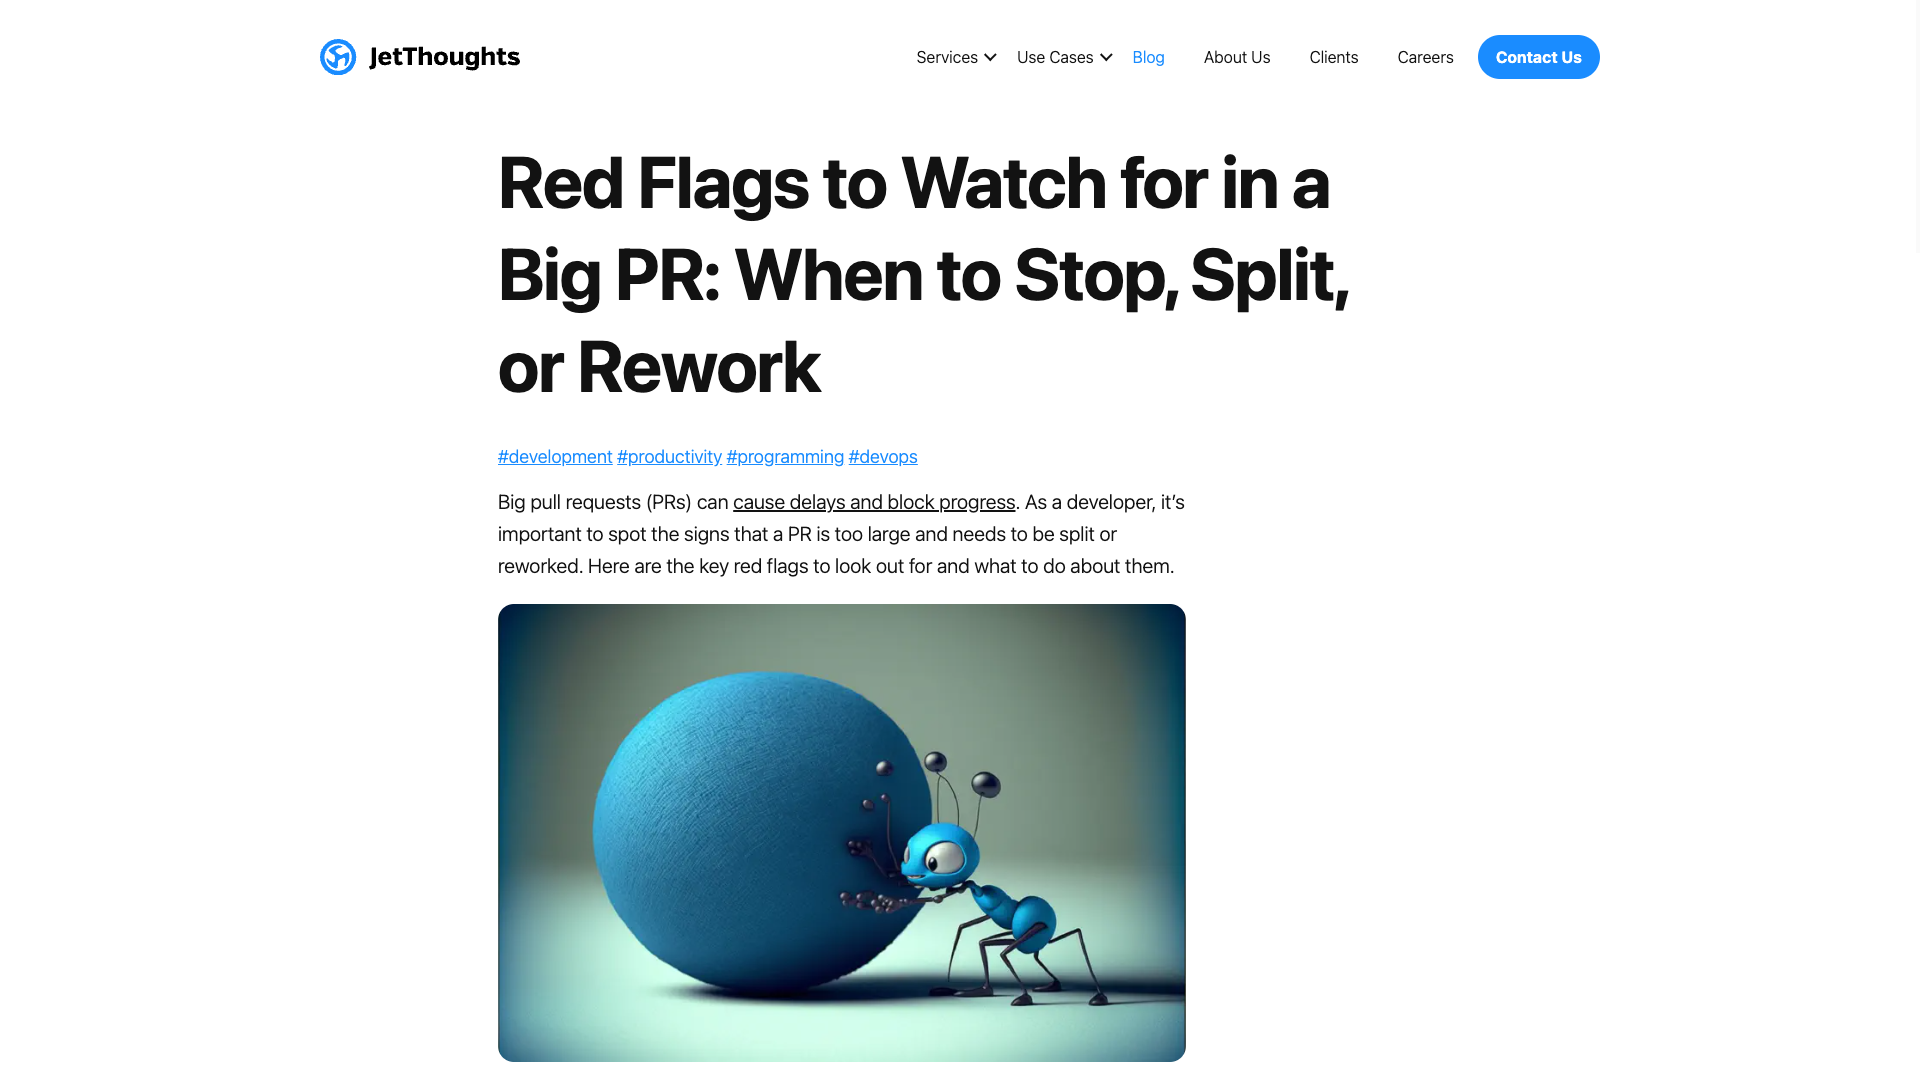 JetThoughts
Services Use Cases Blog About Us Clients Careers Contact Us
Red Flags to Watch for in a
Big PR: When to Stop, Split,
or Rework
#development #productivity #programming #devops
Big pull requests (PRs) can cause delays and block progress. As a developer, it’s
important to spot the signs that a PR is too large and needs to be split or
reworked. Here are the key red flags to look out for and what to do about them.